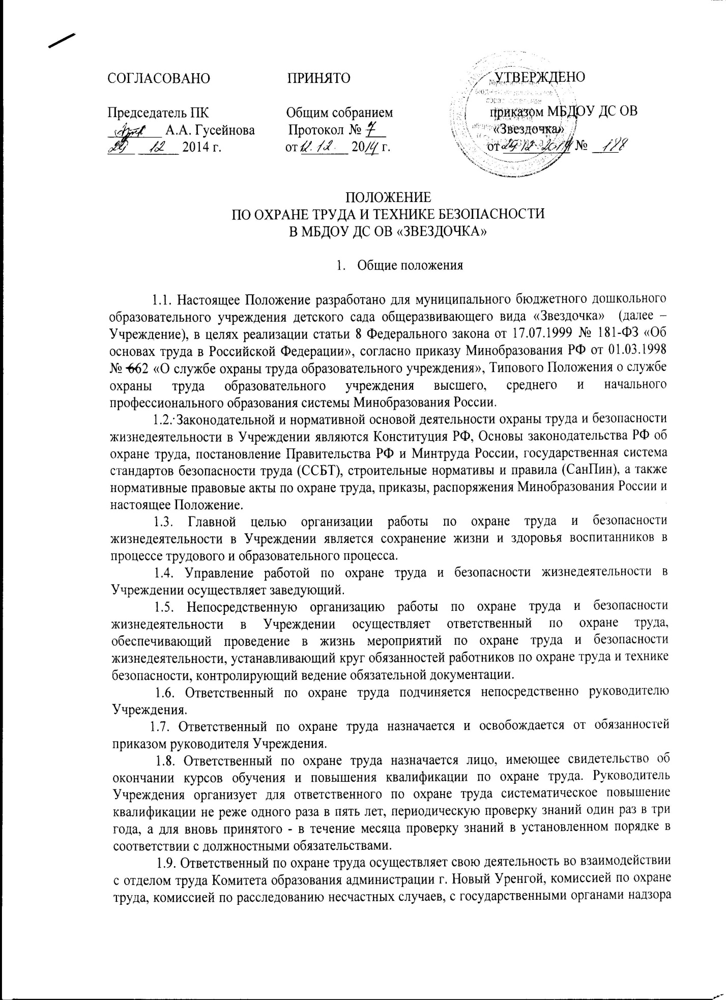 СОГЛАСОВАНО ПРИНЯТО УТВЕРЖДЕНО
Председатель ПК Общим собранием приказом МБДОУ ДС ОВ
А.А. Гусейнова Протокол № 7 «Звездочка»
29 12 2014 г. от 12.12. 2014 г. от 29.12.2014 № 188
ПОЛОЖЕНИЕ
ПО ОХРАНЕ ТРУДА И ТЕХНИКЕ БЕЗОПАСНОСТИ
В МБДОУ ДС ОВ «ЗВЕЗДОЧКА»
1. Общие положения
1.1. Настоящее Положение разработано для муниципального бюджетного дошкольного
образовательного учреждения детского сада общеразвивающего вида «Звездочка» (далее –
Учреждение), в целях реализации статьи 8 Федерального закона от 17.07.1999 № 181-ФЗ «Об
основах труда в Российской Федерации», согласно приказу Минобразования РФ от 01.03.1998
№ 662 «О службе охраны труда образовательного учреждения», Типового Положения о службе
охраны труда образовательного учреждения высшего, среднего и начального
профессионального образования системы Минобразования России.
1.2. Законодательной и нормативной основой деятельности охраны труда и безопасности
жизнедеятельности в Учреждении являются Конституция РФ, Основы законодательства РФ об
охране труда, постановление Правительства РФ и Минтруда России, государственная система
стандартов безопасности труда (ССБТ), строительные нормативы и правила (СанПин), а также
нормативные правовые акты по охране труда, приказы, распоряжения Минобразования России и
настоящее Положение.
1.3. Главной целью организации работы по охране труда и безопасности
жизнедеятельности в Учреждении является сохранение жизни и здоровья воспитанников в
процессе трудового и образовательного процесса.
1.4. Управление работой по охране труда и безопасности жизнедеятельности в
Учреждении осуществляет заведующий.
1.5. Непосредственную организацию работы по охране труда и безопасности
жизнедеятельности в Учреждении осуществляет ответственный по охране труда,
обеспечивающий проведение в жизнь мероприятий по охране труда и безопасности
жизнедеятельности, устанавливающий круг обязанностей работников по охране труда и технике
безопасности, контролирующий ведение обязательной документации.
1.6. Ответственный по охране труда подчиняется непосредственно руководителю
Учреждения.
1.7. Ответственный по охране труда назначается и освобождается от обязанностей
приказом руководителя Учреждения.
1.8. Ответственный по охране труда назначается лицо, имеющее свидетельство об
окончании курсов обучения и повышения квалификации по охране труда. Руководитель
Учреждения организует для ответственного по охране труда систематическое повышение
квалификации не реже одного раза в пять лет, периодическую проверку знаний один раз в три
года, а для вновь принятого - в течение месяца проверку знаний в установленном порядке в
соответствии с должностными обязательствами.
1.9. Ответственный по охране труда осуществляет свою деятельность во взаимодействии
с отделом труда Комитета образования администрации г. Новый Уренгой, комиссией по охране
труда, комиссией по расследованию несчастных случаев, с государственными органами надзора